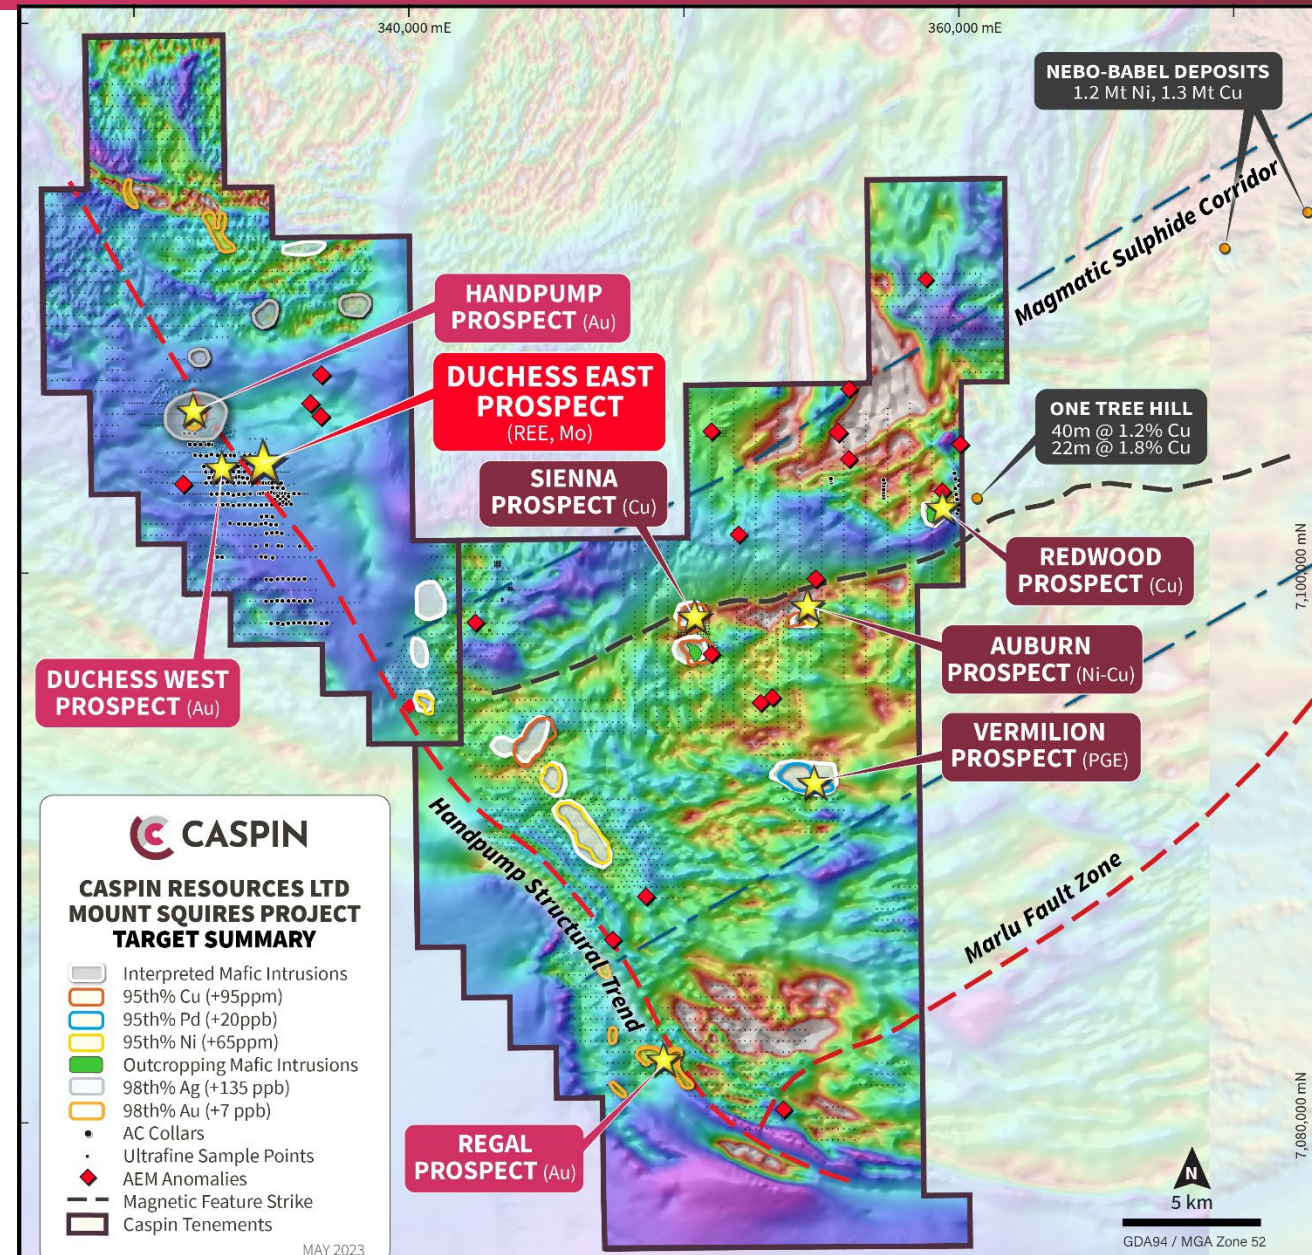 340,000 mE
360,000 mE
NEBO-BABEL DEPOSITS
1.2 Mt Ni, 1.3 Mt Cu
Magmatic Sulphide Corridor
HANDPUMP
PROSPECT (Au)
DUCHESS EAST
PROSPECT
(REE, Mo)
ONE TREE HILL
40m @ 1.2% Cu
22m @ 1.8% Cu
SIENNA
PROSPECT (Cu)
REDWOOD
PROSPECT (Cu)
7,100,000 mN
AUBURN
PROSPECT (Ni-Cu)
DUCHESS WEST
PROSPECT (Au)
VERMILION
PROSPECT (PGE)
Handpump Structural Trend
Marlu Fault Zone
CASPIN
CASPIN RESOURCES LTD
MOUNT SQUIRES PROJECT
TARGET SUMMARY
Interpreted Mafic Intrusions
95th% Cu (+95ppm)
95th% Pd (+20ppb)
95th% Ni (+65ppm)
Outcropping Mafic Intrusions
98th% Ag (+135 ppb)
98th% Au (+7 ppb)
AC Collars
Ultrafine Sample Points
AEM Anomalies
Magnetic Feature Strike
Caspin Tenements
MAY 2023
REGAL
PROSPECT (Au)
7,080,000 mN
N
5 km
GDA94 / MGA Zone 52